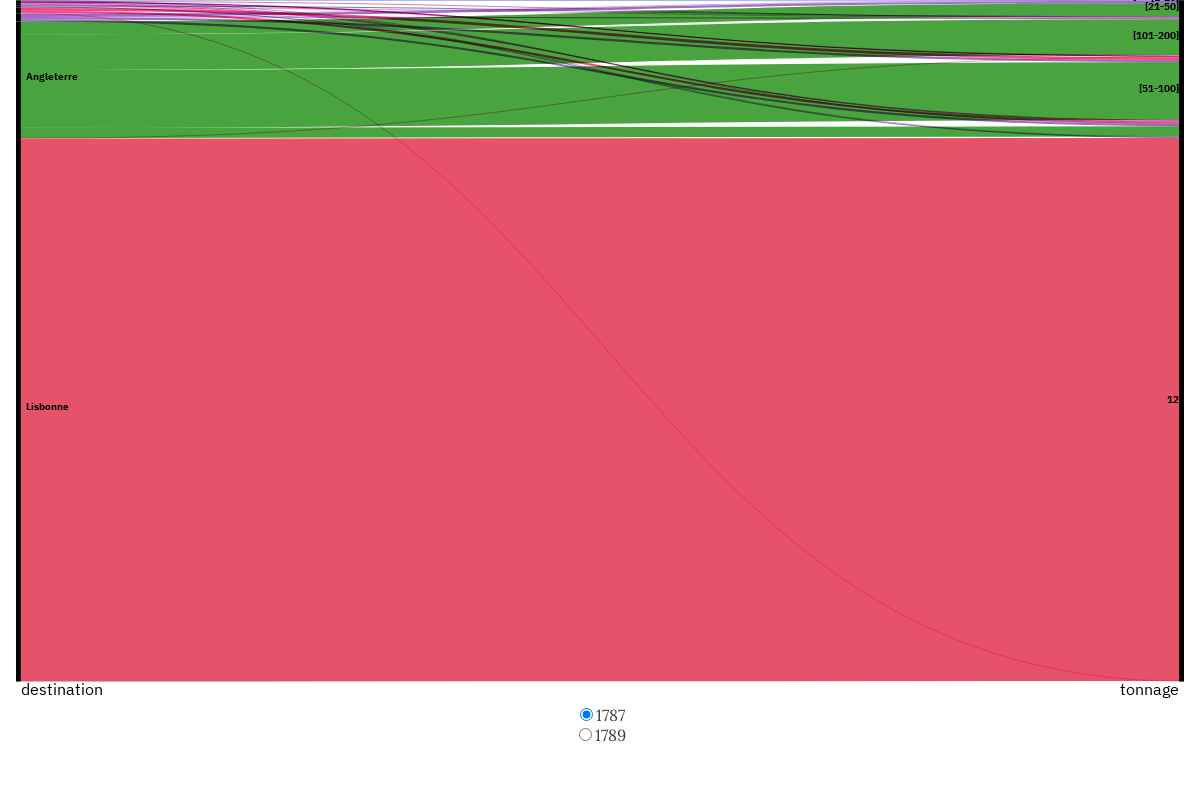 [21-50]
[101-200]
Angleterre
[51-100]
12
Lisbonne
destination
tonnage
1787
1789